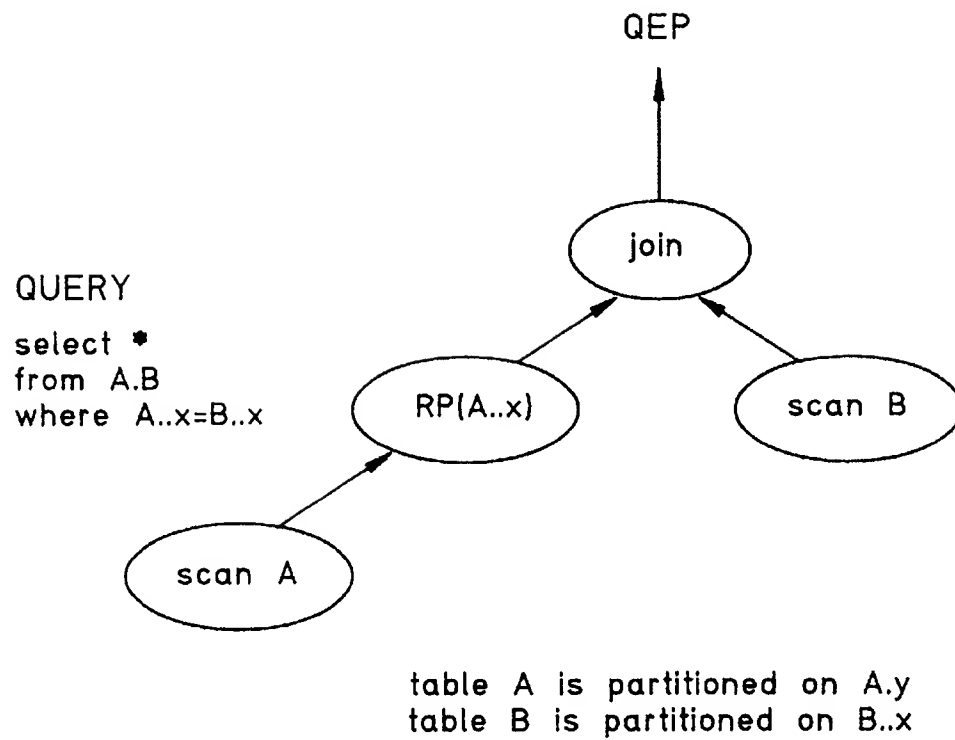 QEP
join
QUERY
select *
from A.B
where A..x=B..x
RP(A..x)
scan B
scan A
table A is partitioned on A.y
table B is partitioned on B..x